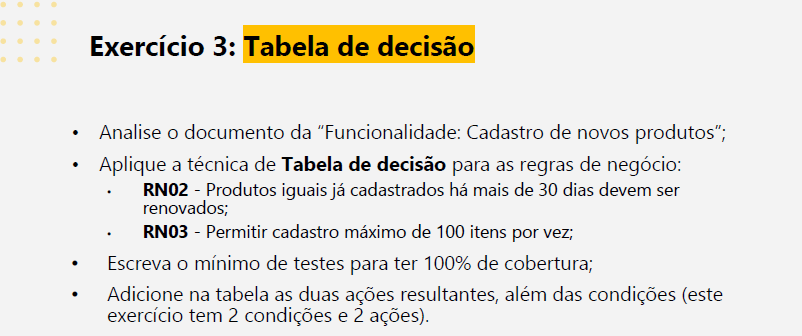 Exercício 3: Tabela de decisão
• Analise o documento da “Funcionalidade: Cadastro de novos produtos”;
• Aplique a técnica de Tabela de decisão para as regras de negócio:
• RN02 - Produtos iguais já cadastrados há mais de 30 dias devem ser
renovados;
• RN03 - Permitir cadastro máximo de 100 itens por vez;
• Escreva o mínimo de testes para ter 100% de cobertura;
• Adicione na tabela as duas ações resultantes, além das condições (este
exercício tem 2 condições e 2 ações).